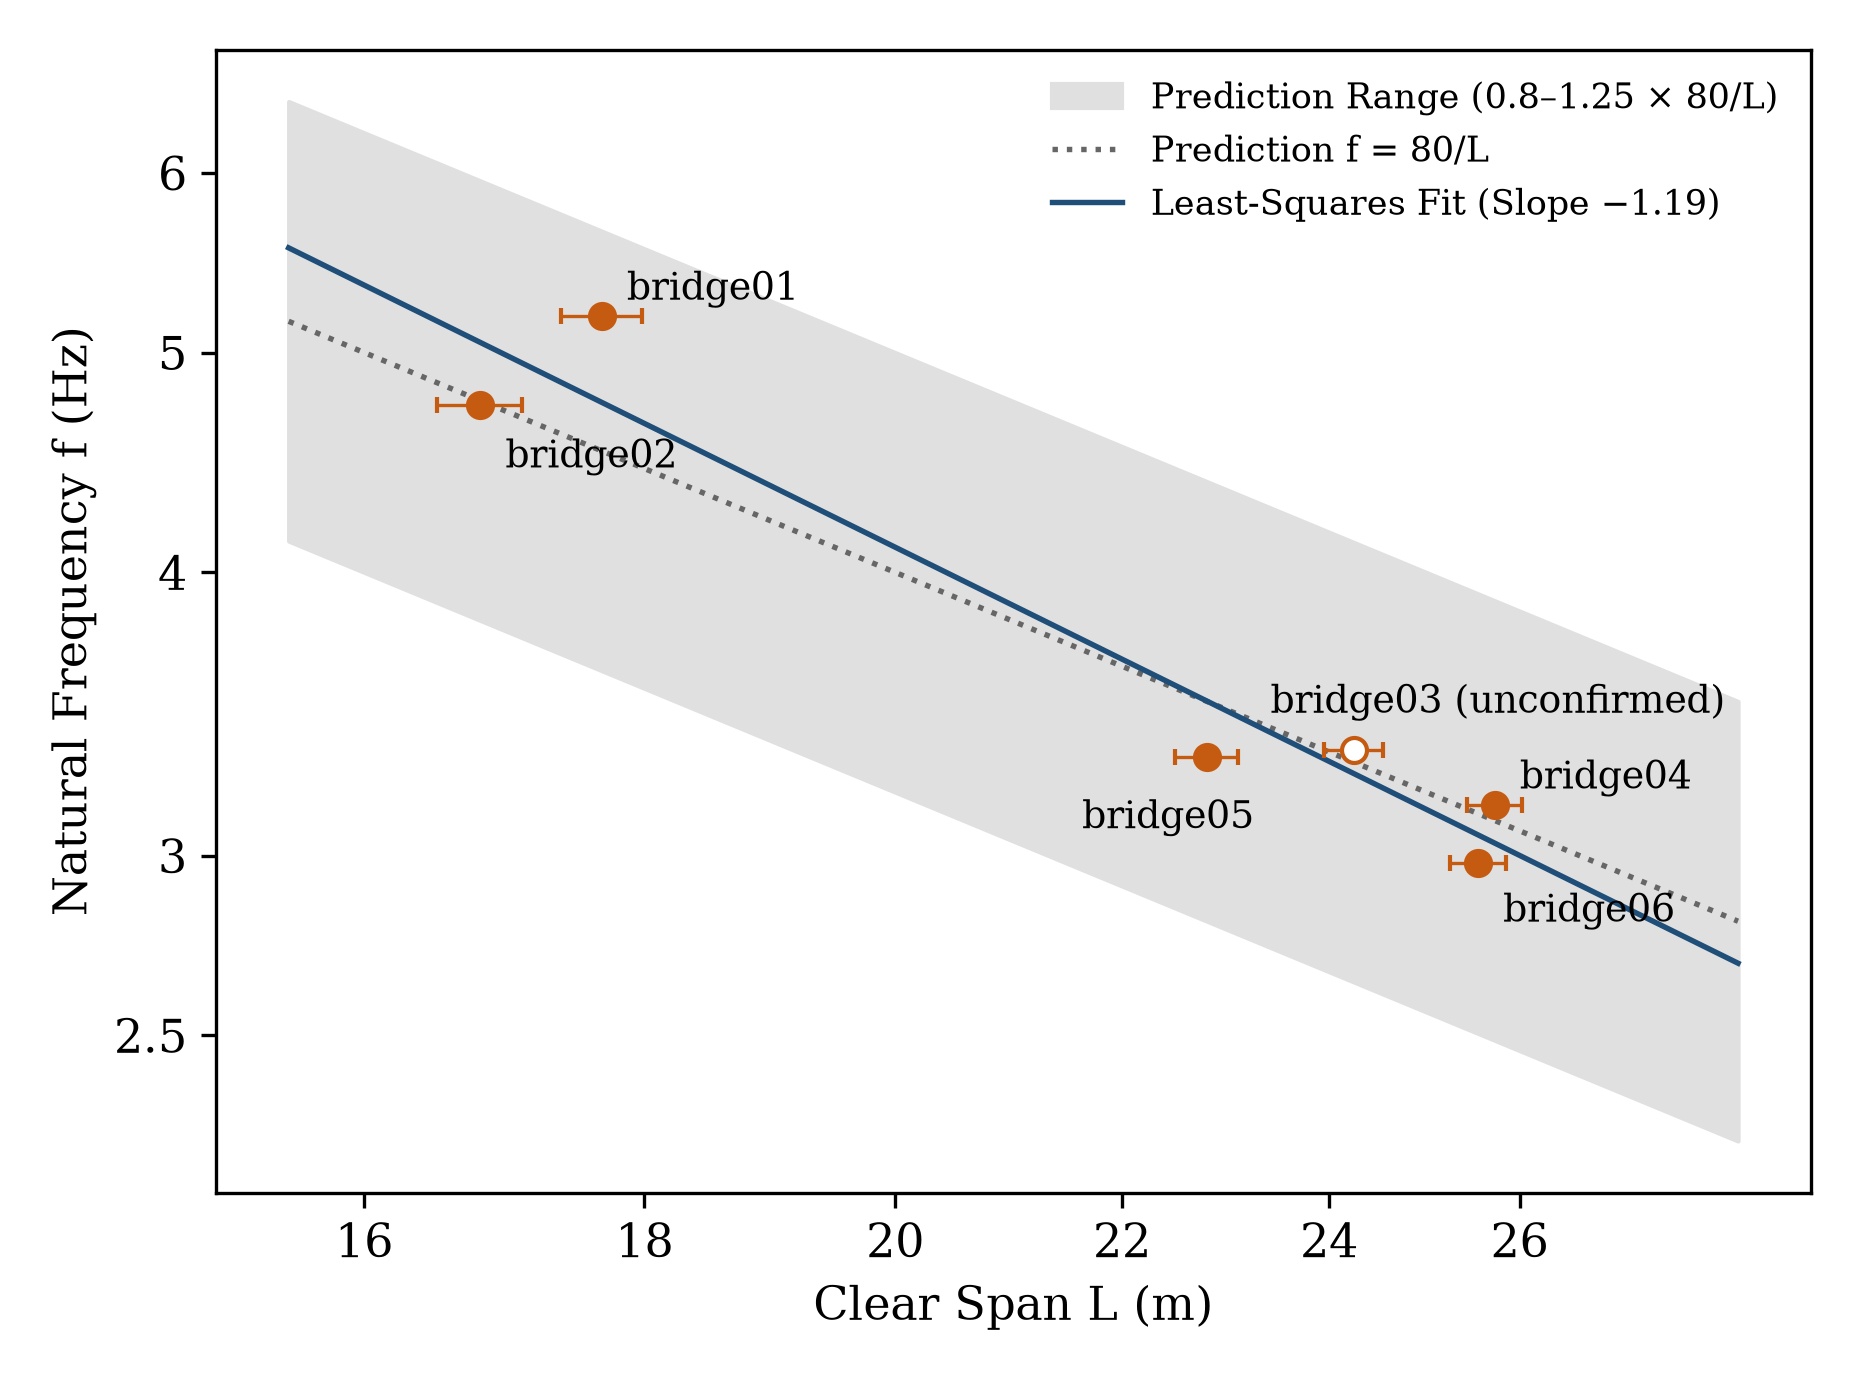 Prediction Range (0.8–1.25 × 80/L)
Prediction f = 80/L
Least-Squares Fit (Slope −1.19)
bridge01
bridge02
bridge03 (unconfirmed)
bridge04
bridge05
bridge06
Natural Frequency f (Hz)
6
5
4
3
2.5
16 18 20 22 24 26
Clear Span L (m)